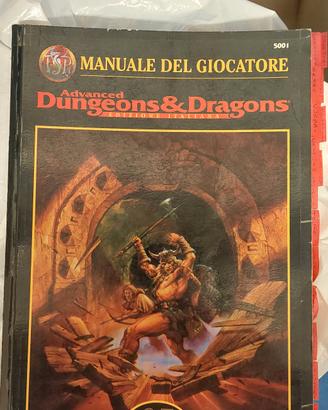 5001
TSR
MANUALE DEL GIOCATORE
Advanced
Dungeons&Dragons
EDIZIONE ITALIANA